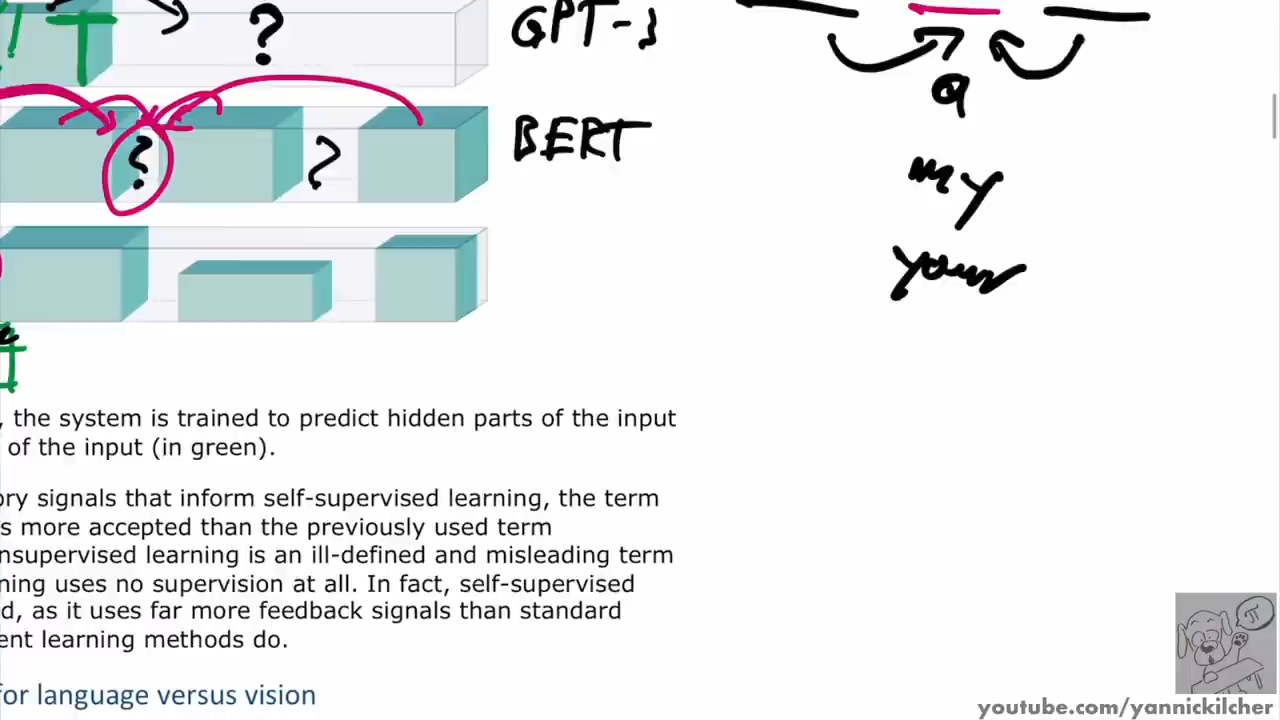 ? GPT-3
? ? BERT
a
my
your
, the system is trained to predict hidden parts of the input
of the input (in green).
ory signals that inform self-supervised learning, the term
s more accepted than the previously used term
nsupervised learning is an ill-defined and misleading term
ning uses no supervision at all. In fact, self-supervised
d, as it uses far more feedback signals than standard
ent learning methods do.
for language versus vision
π
youtube.com/yannickilcher